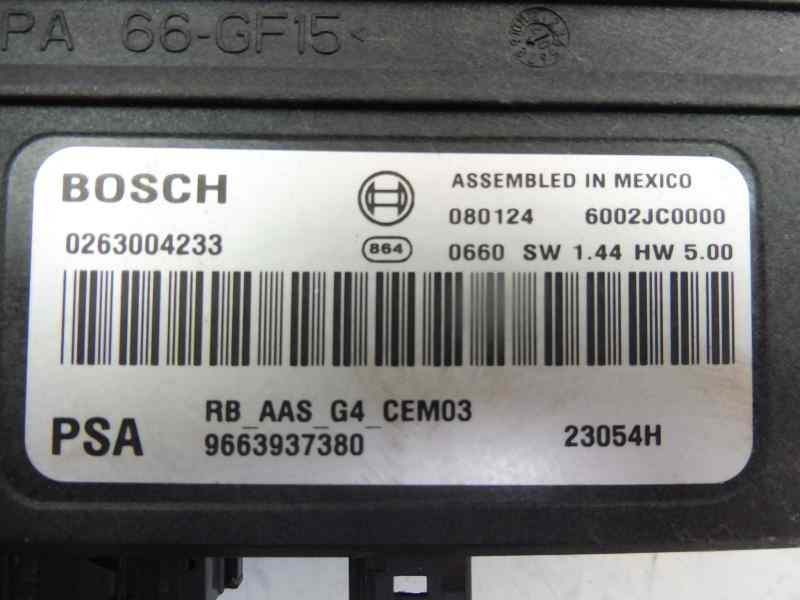 PA 66-GF15<
BOSCH
ASSEMBLED IN MEXICO
080124 6002JC0000
0263004233
864
0660 SW 1.44 HW 5.00
PSA
RB_AAS_G4_CEM03
9663937380
23054H